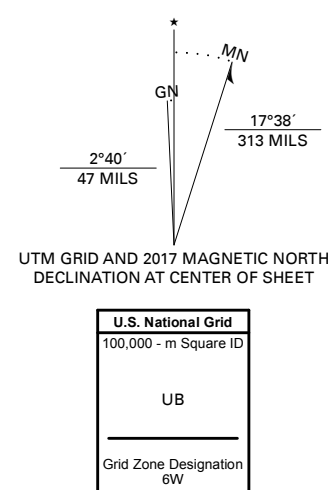 ★
MN
GN
17°38´
313 MILS
2°40´
47 MILS
UTM GRID AND 2017 MAGNETIC NORTH
DECLINATION AT CENTER OF SHEET
U.S. National Grid
100,000 - m Square ID
UB
Grid Zone Designation
6W